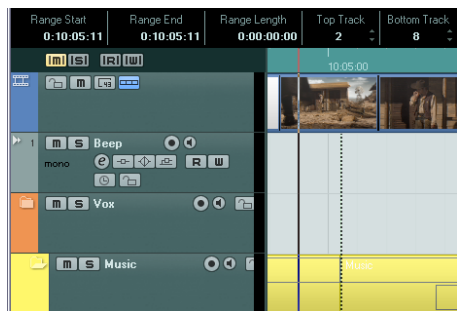 Range Start Range End Range Length Top Track Bottom Track
0:10:05:11 0:10:05:11 0:00:00:00 2 8
m S R W
10:05:00
m
1 m S Beep
mono e R W
m S Vox
m S Music
Music